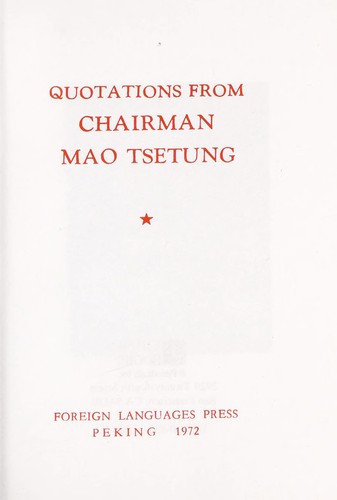 QUOTATIONS FROM
CHAIRMAN
MAO TSETUNG
FOREIGN LANGUAGES PRESS
PEKING 1972